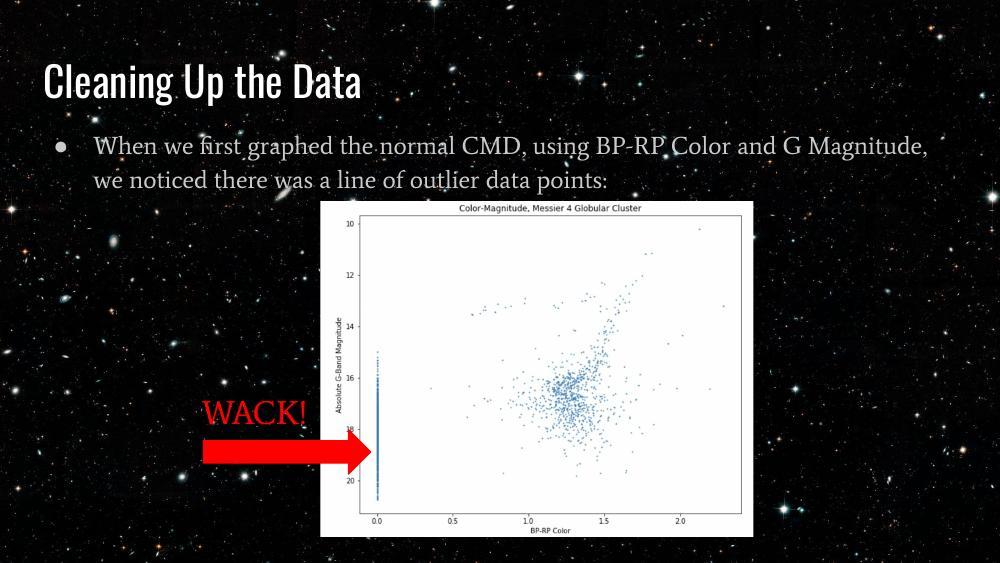 Cleaning Up the Data
● When we first graphed the normal CMD, using BP-RP Color and G Magnitude,
we noticed there was a line of outlier data points:
Color-Magnitude, Messier 4 Globular Cluster
10
12
14
16
18
20
Absolute G-Band Magnitude
WACK!
0.0 0.5 1.0 1.5 2.0
BP-RP Color